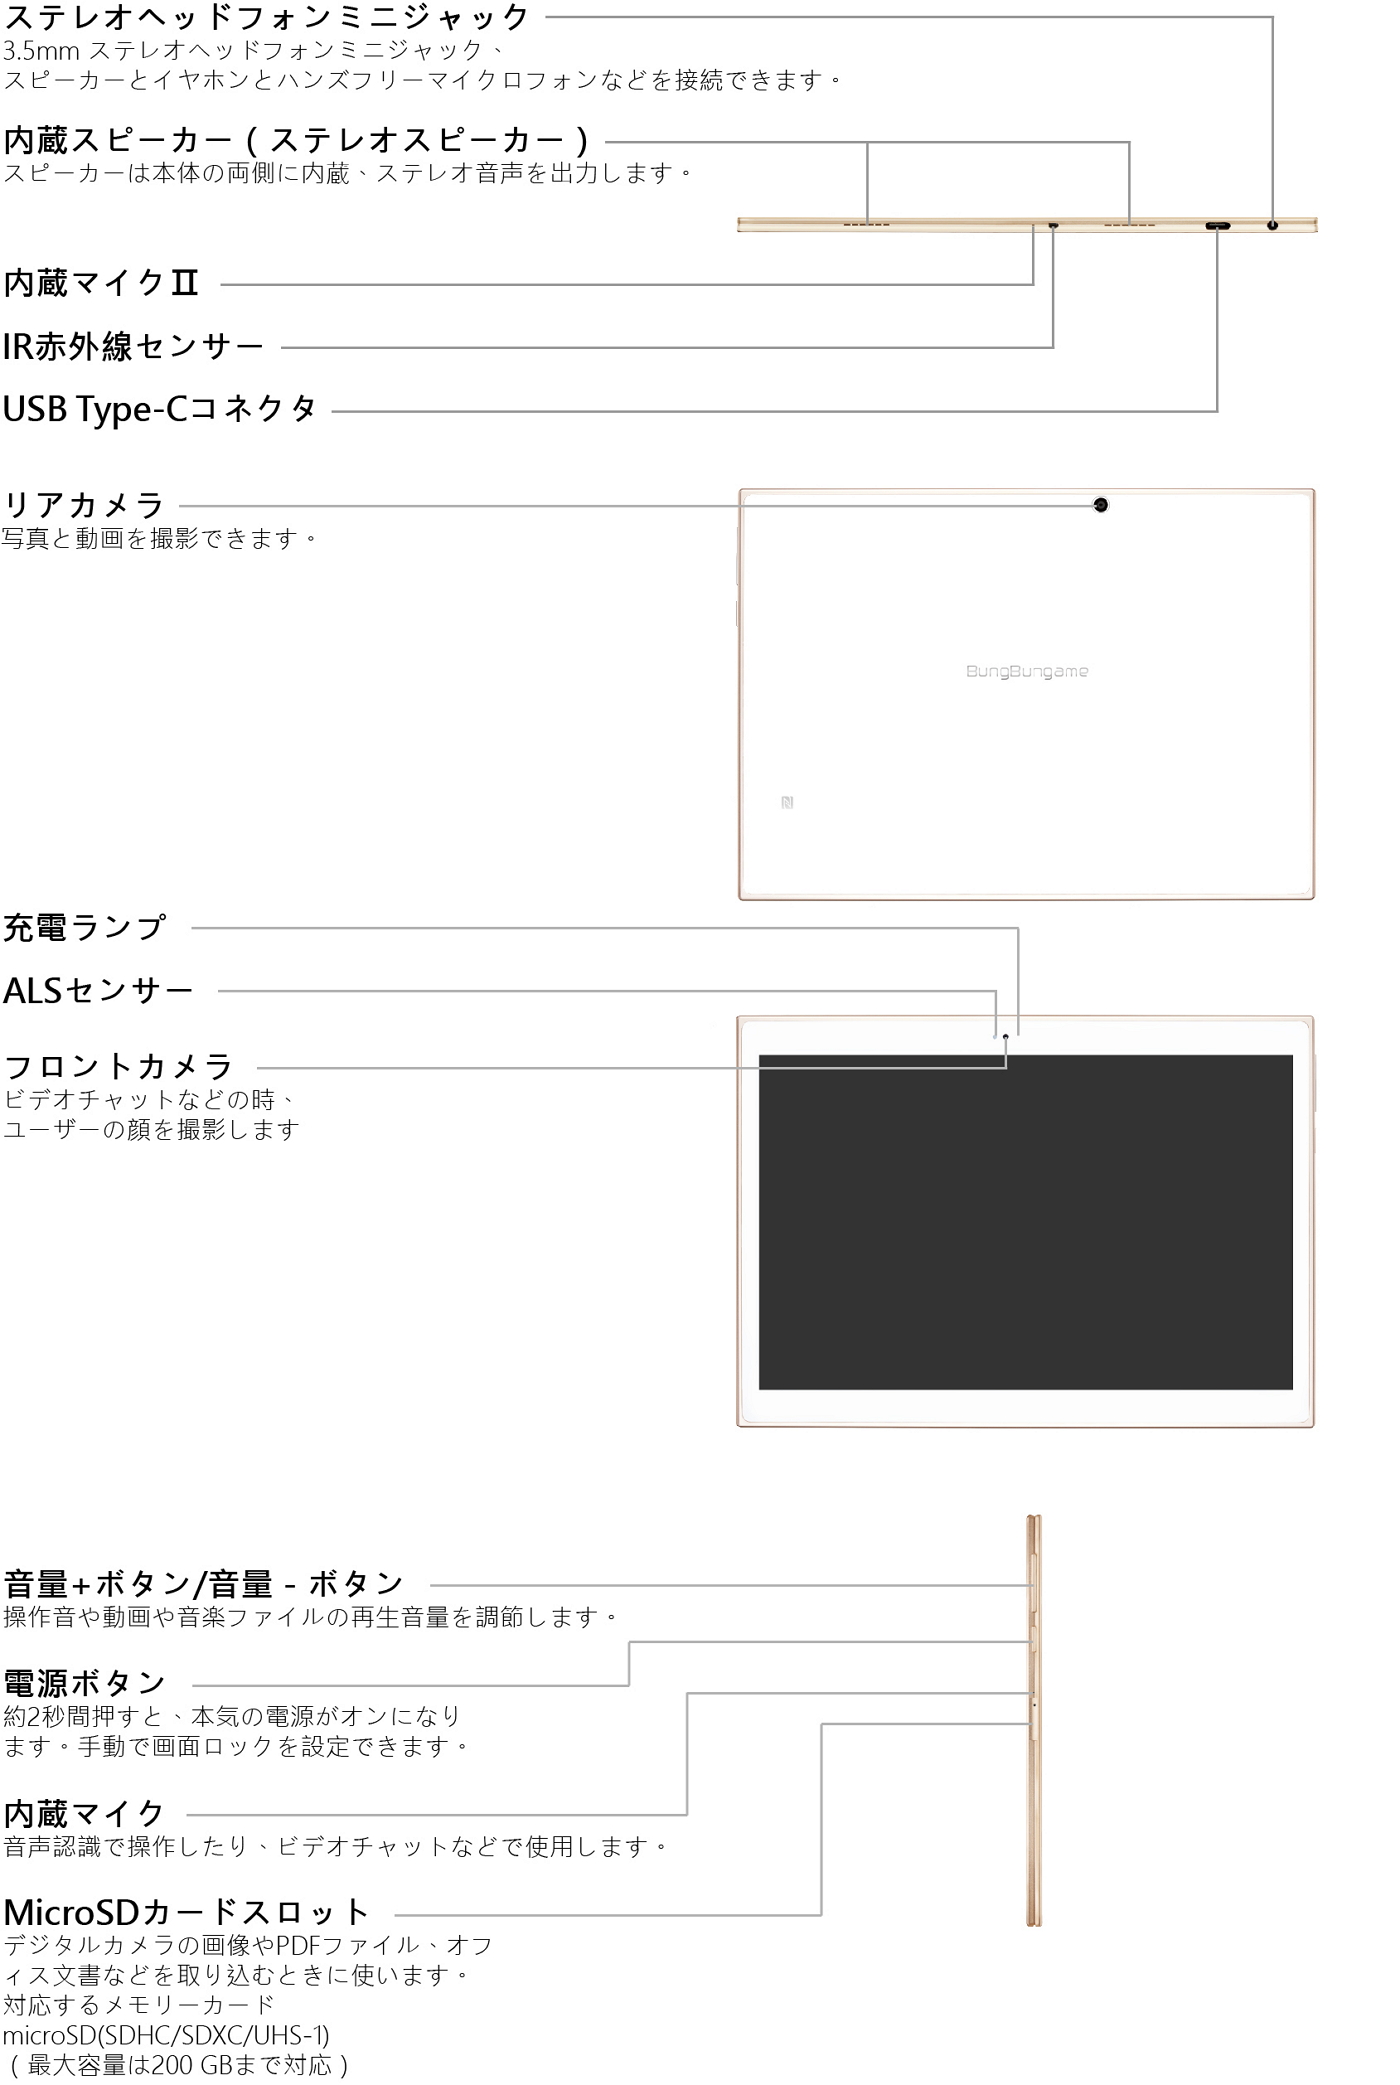 ステレオヘッドフォンミニジャック
3.5mm ステレオヘッドフォンミニジャック、
スピーカーとイヤホンとハンズフリーマイクロフォンなどを接続できます。
内蔵スピーカー（ステレオスピーカー）
スピーカーは本体の両側に内蔵、ステレオ音声を出力します。
内蔵マイクⅡ
IR赤外線センサー
USB Type-Cコネクタ
リアカメラ
写真と動画を撮影できます。
BungBungame
充電ランプ
ALSセンサー
フロントカメラ
ビデオチャットなどの時、
ユーザーの顔を撮影します
音量+ボタン/音量 - ボタン
操作音や動画や音楽ファイルの再生音量を調節します。
電源ボタン
約2秒間押すと、本気の電源がオンになり
ます。手動で画面ロックを設定できます。
内蔵マイク
音声認識で操作したり、ビデオチャットなどで使用します。
MicroSDカードスロット
デジタルカメラの画像やPDFファイル、オフ
ィス文書などを取り込むときに使います。
対応するメモリーカード
microSD(SDHC/SDXC/UHS-1)
（最大容量は200 GBまで対応）